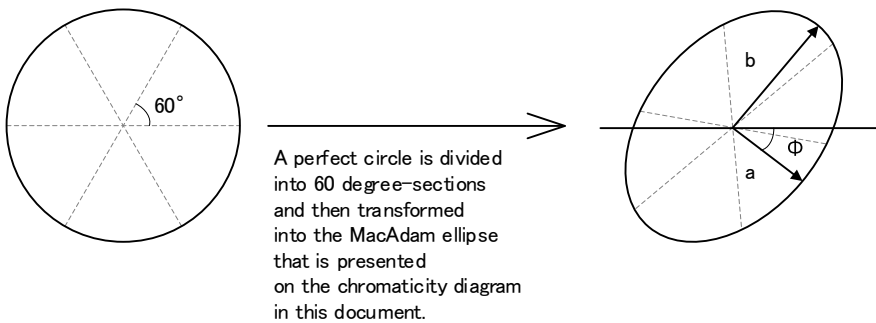 60°
A perfect circle is divided
into 60 degree-sections
and then transformed
into the MacAdam ellipse
that is presented
on the chromaticity diagram
in this document.
b
Φ
a